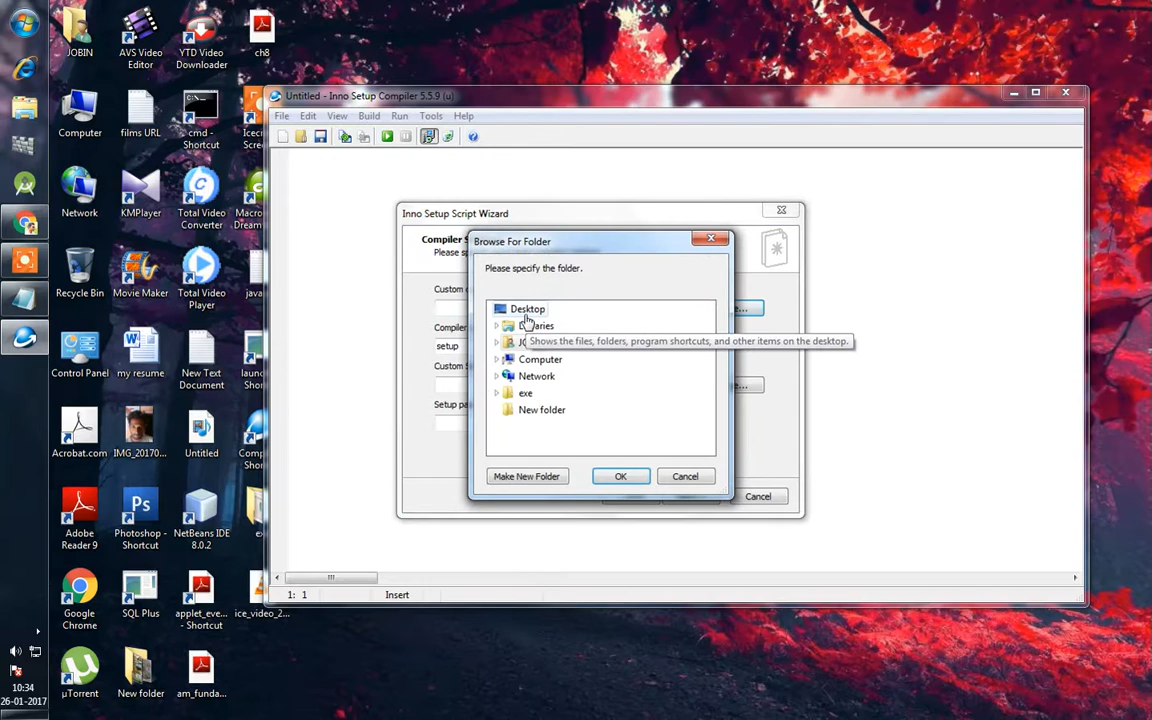 JOBIN
AVS Video
Editor
YTD Video
Downloader
ch8
Computer
films URL
cmd -
Shortcut
Icecr
Scree
Network
KMPlayer
Total Video
Converter
Macro
Dream
Recycle Bin
Movie Maker
Total Video
Player
java
Control Panel
my resume
New Text
Document
launc
Shor
Acrobat.com
IMG_20170...
Untitled
Comp
Shor
Adobe
Reader 9
Photoshop -
Shortcut
NetBeans IDE
8.0.2
ex
Google
Chrome
SQL Plus
applet_eve...
- Shortcut
ice_video_2...
µTorrent
New folder
am_funda...
10:34
26-01-2017
Untitled - Inno Setup Compiler 5.5.9 (u)
File Edit View Build Run Tools Help
Inno Setup Script Wizard
Compiler S
Please spe
Custom c
Compiler
setup
Custom S
Setup pa
e...
e...
Cancel
Browse For Folder
Please specify the folder.
Desktop
Shows the files, folders, program shortcuts, and other items on the desktop.
Computer
Network
exe
New folder
Make New Folder
OK
Cancel
1: 1
Insert